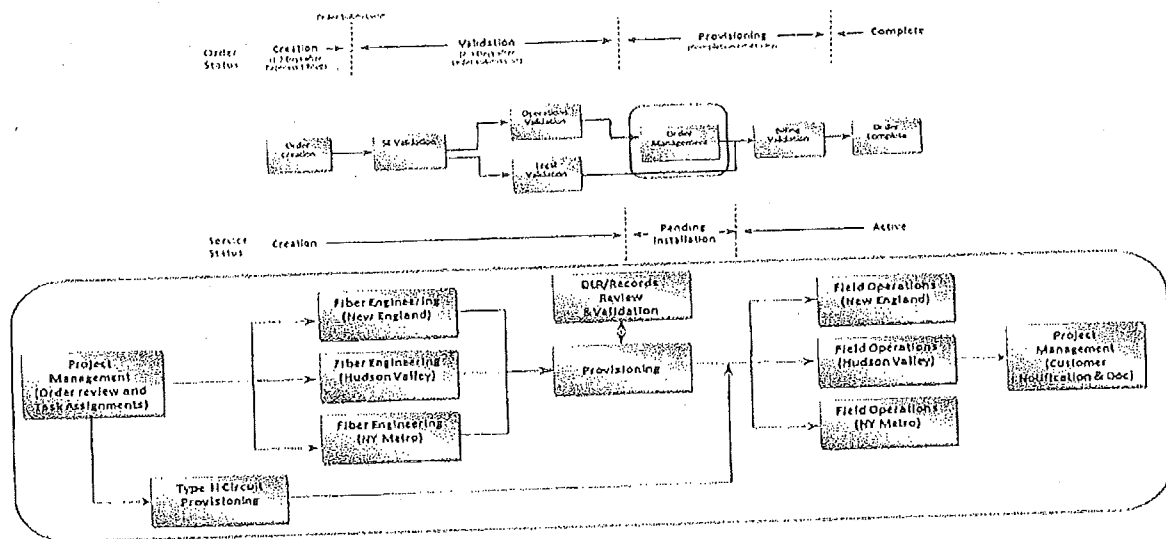 Order
Status
Creation
Validation
Provisioning
Complete
Order
Creation
SE Validation
Operations
Validation
Legal
Validation
Order
Management
Billing
Validation
Order
Complete
Service
Status
Creation
Pending
Installation
Active
Project
Management
(Order review and
Task Assignments)
Fiber Engineering
(New England)
Fiber Engineering
(Hudson Valley)
Fiber Engineering
(NY Metro)
Type II Circuit
Provisioning
DLR/Records
Review
& Validation
Provisioning
Field Operations
(New England)
Field Operations
(Hudson Valley)
Field Operations
(NY Metro)
Project
Management
(Customer
Notification & Doc)